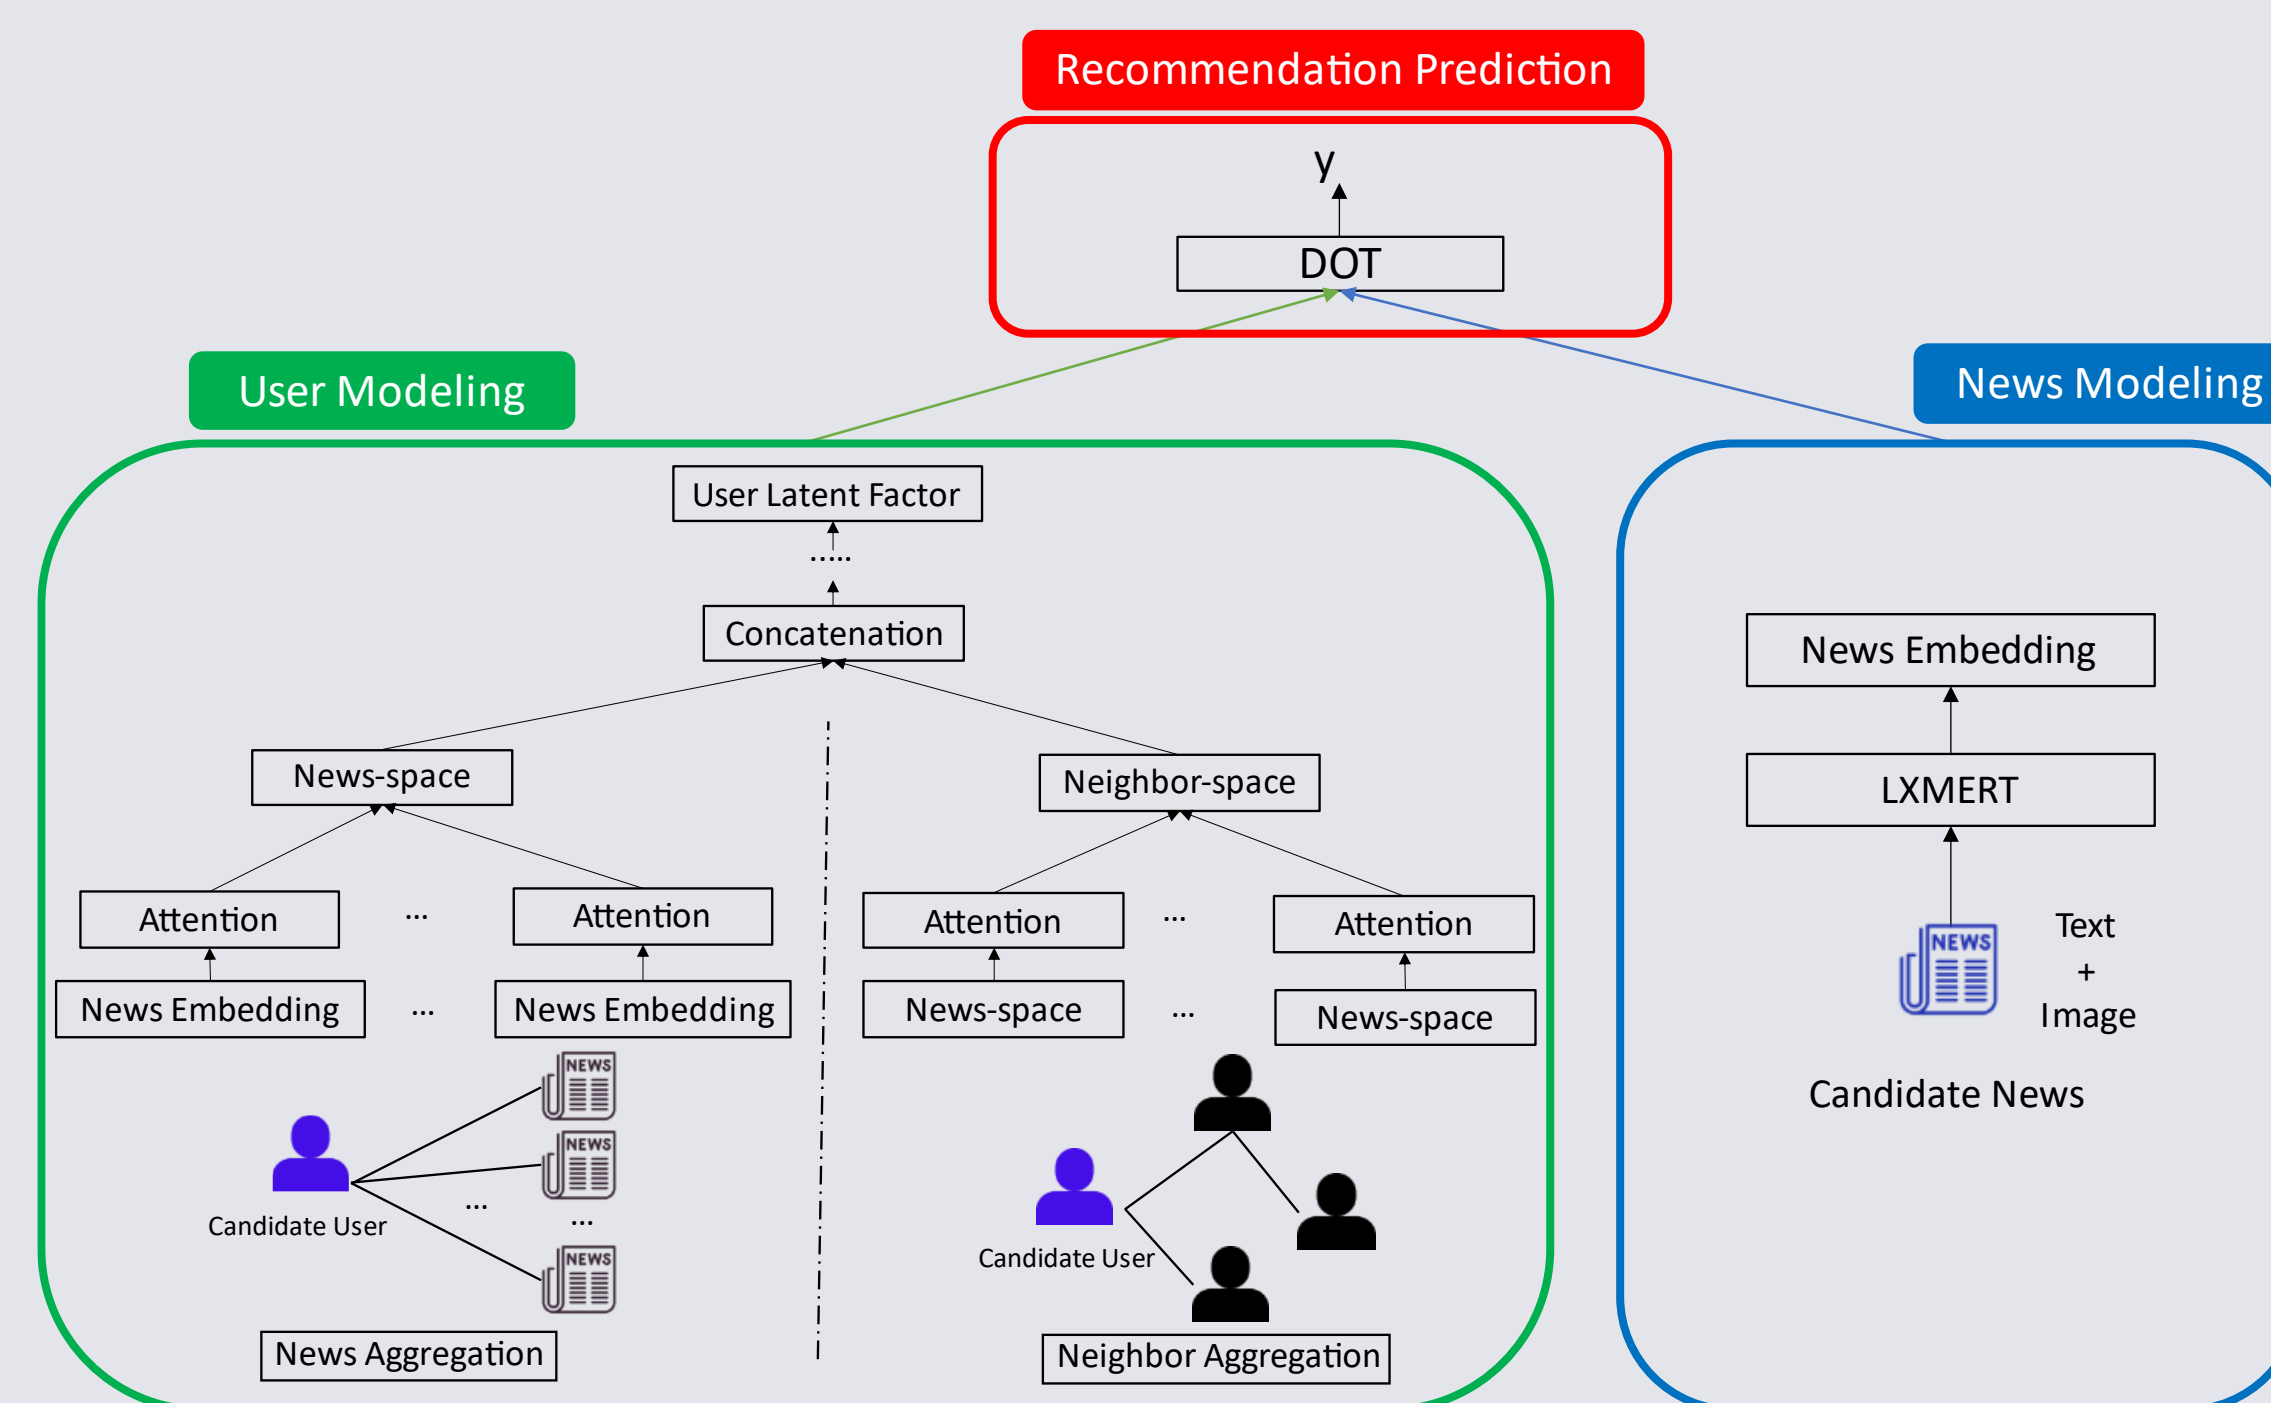 Recommendation Prediction
y
DOT
User Modeling
News Modeling
User Latent Factor
.....
Concatenation
News-space
Neighbor-space
Attention
...
Attention
Attention
...
Attention
News Embedding
...
News Embedding
News-space
...
News-space
NEWS
NEWS
...
...
NEWS
Candidate User
Candidate User
News Aggregation
Neighbor Aggregation
News Embedding
LXMERT
NEWS
Text
+
Image
Candidate News